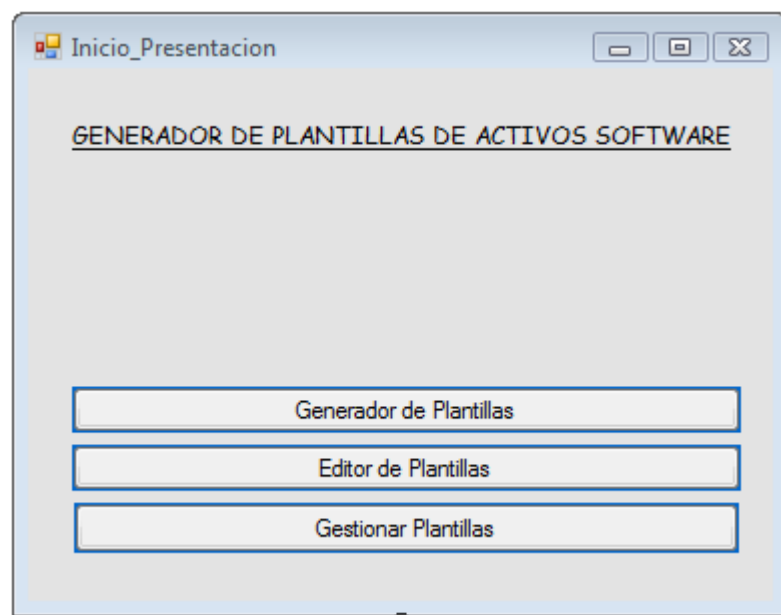 Inicio_Presentacion
GENERADOR DE PLANTILLAS DE ACTIVOS SOFTWARE
Generador de Plantillas
Editor de Plantillas
Gestionar Plantillas